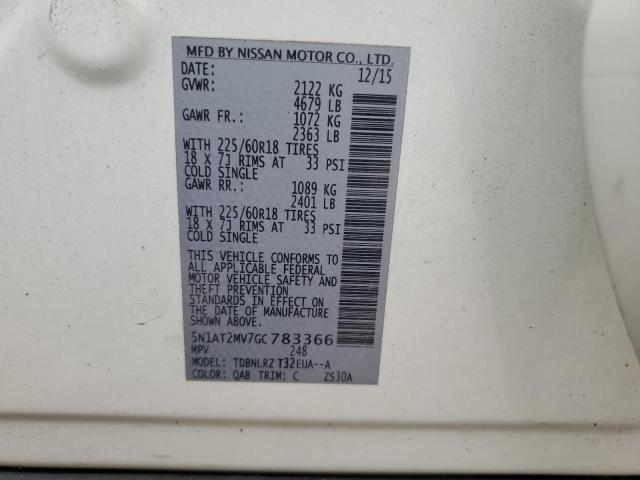 MFD BY NISSAN MOTOR CO., LTD.
DATE: 12/15
GVWR: 2122 KG
4679 LB
GAWR FR.: 1072 KG
2363 LB
WITH 225/60R18 TIRES
18 X 7J RIMS AT 33 PSI
COLD SINGLE
GAWR RR.: 1089 KG
2401 LB
WITH 225/60R18 TIRES
18 X 7J RIMS AT 33 PSI
COLD SINGLE
THIS VEHICLE CONFORMS TO
ALL APPLICABLE FEDERAL
MOTOR VEHICLE SAFETY AND
THEFT PREVENTION
STANDARDS IN EFFECT ON
THE DATE OF MANUFACTURE
SHOWN ABOVE.
5N1AT2MV7GC783366
MPV 248
MODEL: TDBNLRZ T32EUA--A
COLOR: QAB TRIM: C ZS30A